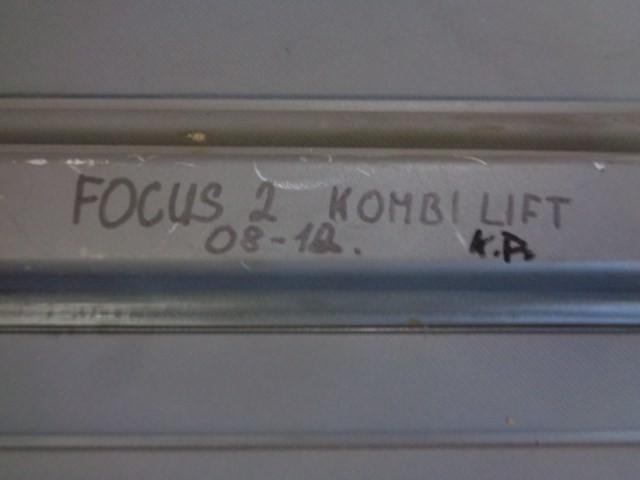 FOCUS 2 KOMBI LIFT
08-12. K.P.